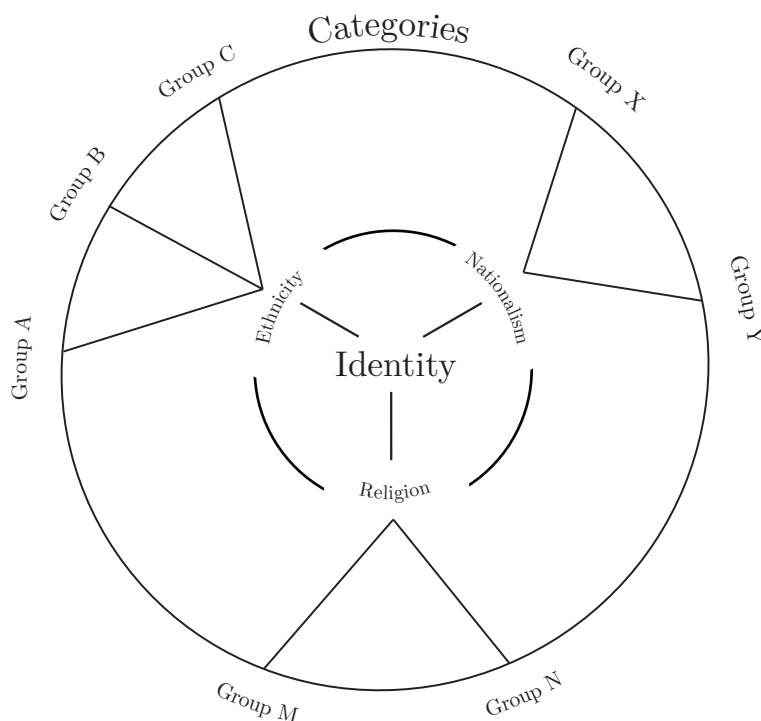 Categories
Group C
Group X
Group B
Nationalism
Ethnicity
Group Y
Group A
Identity
Religion
Group M
Group N